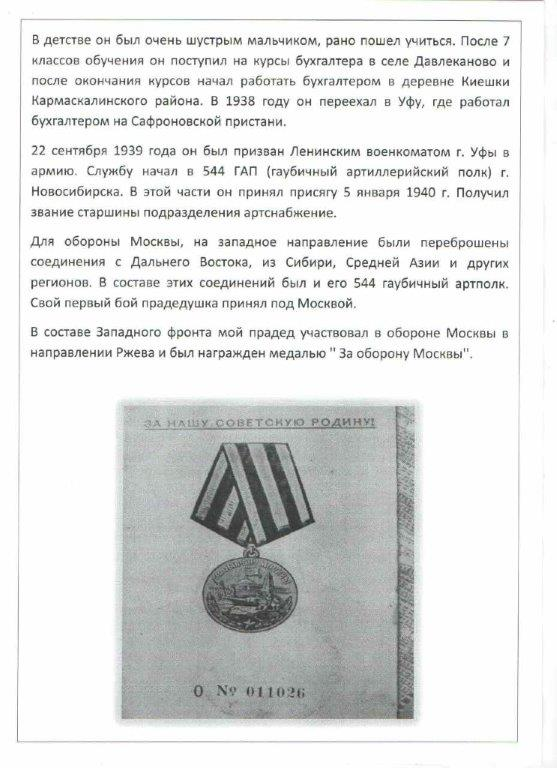 В детстве он был очень шустрым мальчиком, рано пошел учиться. После 7
классов обучения он поступил на курсы бухгалтера в селе Давлеканово и
после окончания курсов начал работать бухгалтером в деревне Киешки
Кармаскалинского района. В 1938 году он переехал в Уфу, где работал
бухгалтером на Сафроновской пристани.
22 сентября 1939 года он был призван Ленинским военкоматом г. Уфы в
армию. Службу начал в 544 ГАП (гаубичный артиллерийский полк) г.
Новосибирска. В этой части он принял присягу 5 января 1940 г. Получил
звание старшины подразделения артснабжение.
Для обороны Москвы, на западное направление были переброшены
соединения с Дальнего Востока, из Сибири, Средней Азии и других
регионов. В составе этих соединений был и его 544 гаубичный артполк.
Свой первый бой прадедушка принял под Москвой.
В составе Западного фронта мой прадед участвовал в обороне Москвы в
направлении Ржева и был награжден медалью " За оборону Москвы".
ЗА НАШУ СОВЕТСКУЮ РОДИНУ!
О № 011026